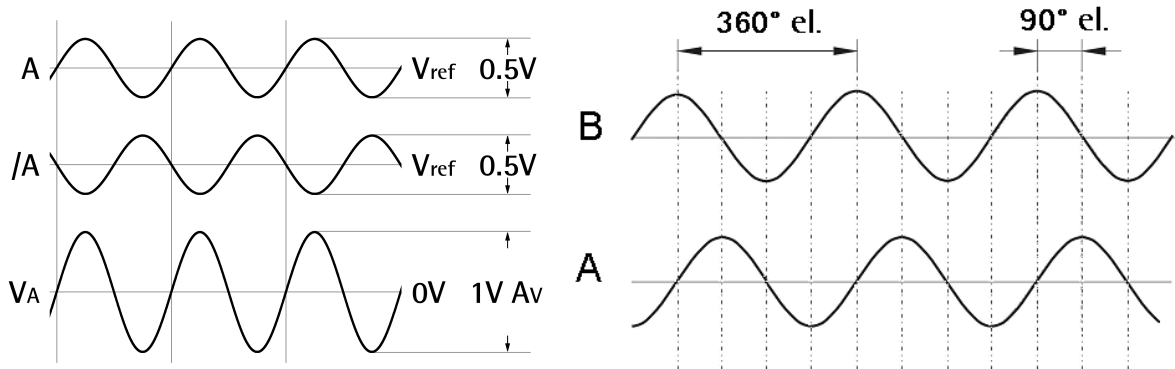 A Vref 0.5V
/A Vref 0.5V
VA 0V 1V Av
360° el. 90° el.
B
A